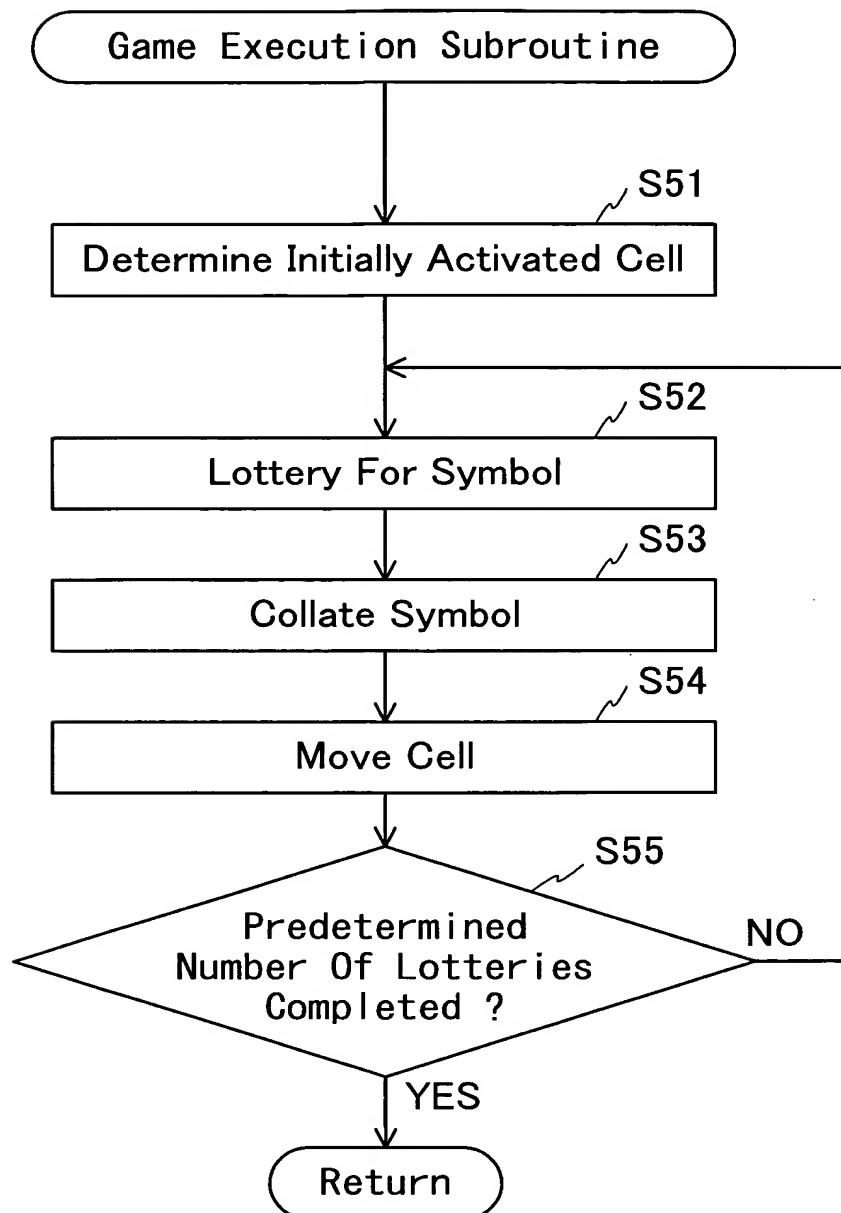 Game Execution Subroutine
S51
Determine Initially Activated Cell
S52
Lottery For Symbol
S53
Collate Symbol
S54
Move Cell
S55
Predetermined
Number Of Lotteries
Completed ?
NO
YES
Return